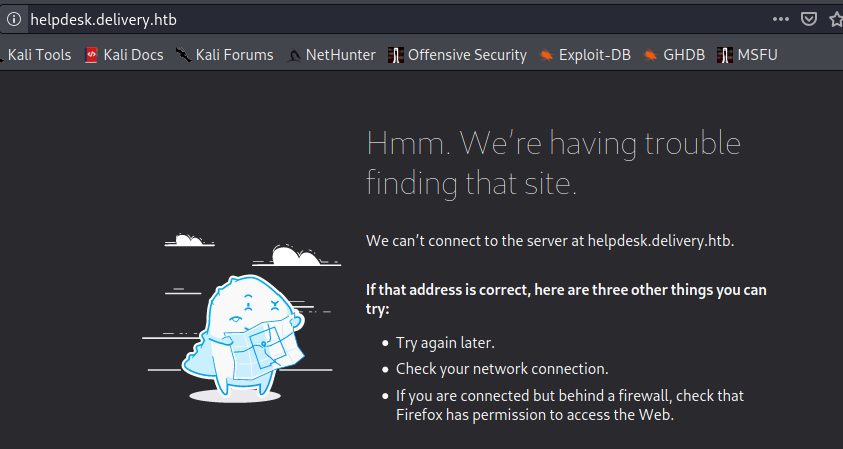 helpdesk.delivery.htb
Kali Tools Kali Docs Kali Forums NetHunter Offensive Security Exploit-DB GHDB MSFU
Hmm. We're having trouble
finding that site.
We can't connect to the server at helpdesk.delivery.htb.
If that address is correct, here are three other things you can
try:
• Try again later.
• Check your network connection.
• If you are connected but behind a firewall, check that
Firefox has permission to access the Web.